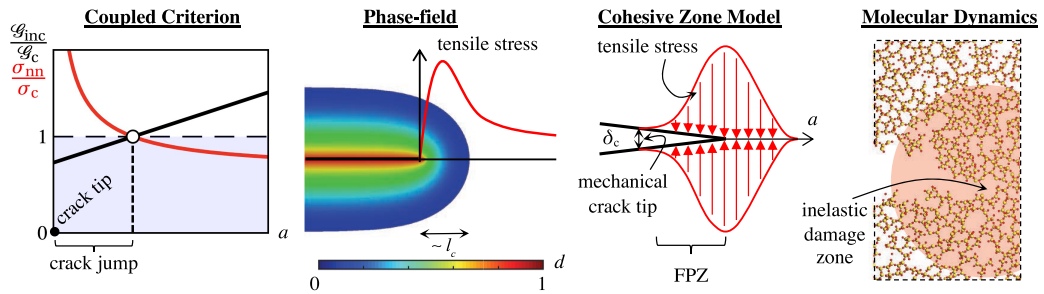 Coupled Criterion
𝒢inc
𝒢c
σnn
σc
1
0
crack tip
a
crack jump
Phase-field
tensile stress
~ lc
d
0
1
Cohesive Zone Model
tensile stress
a
δc
mechanical
crack tip
FPZ
Molecular Dynamics
inelastic
damage
zone